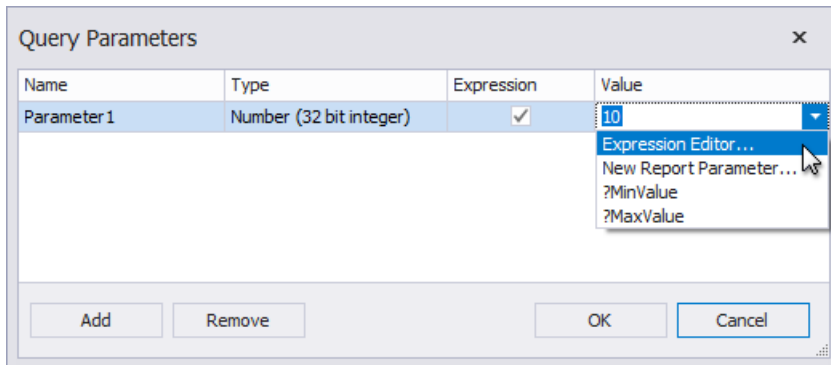 Query Parameters
Name Type Expression Value
Parameter1 Number (32 bit integer) 10
Expression Editor...
New Report Parameter...
?MinValue
?MaxValue
Add Remove OK Cancel